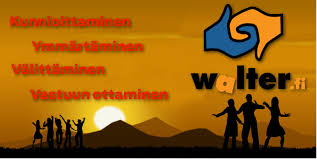 Kunnioittaminen
Ymmärtäminen
Välittäminen
Vastuun ottaminen
walter.fi